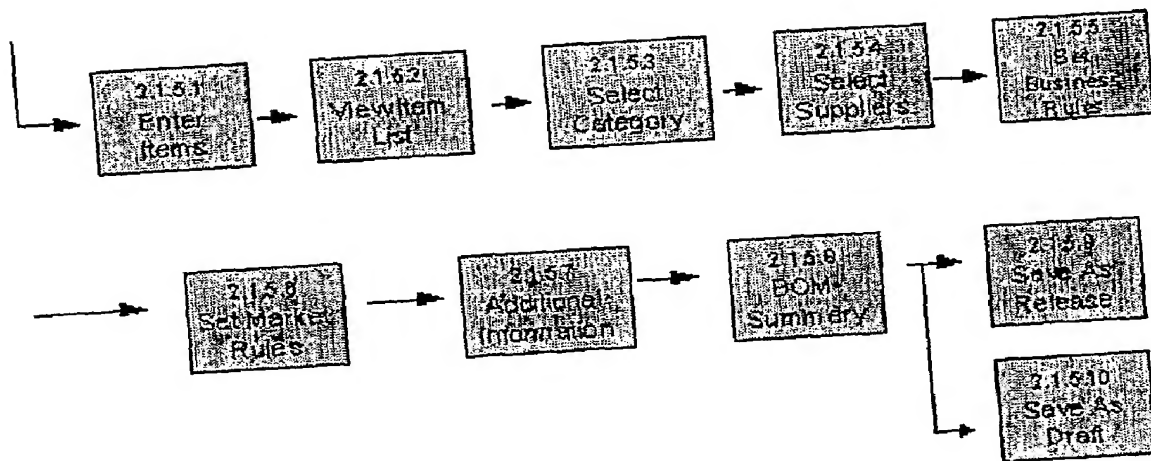 2.1.5.1
Enter
Items
2.1.5.2
View Item
List
2.1.5.3
Select
Category
2.1.5.4
Select
Suppliers
2.1.5.5
Set
Business
Rule
2.1.5.6
Set Market
Rules
2.1.5.7
Additional
Information
2.1.5.8
BOM
Summary
2.1.5.9
Save As
Release
2.1.5.10
Save As
Draft